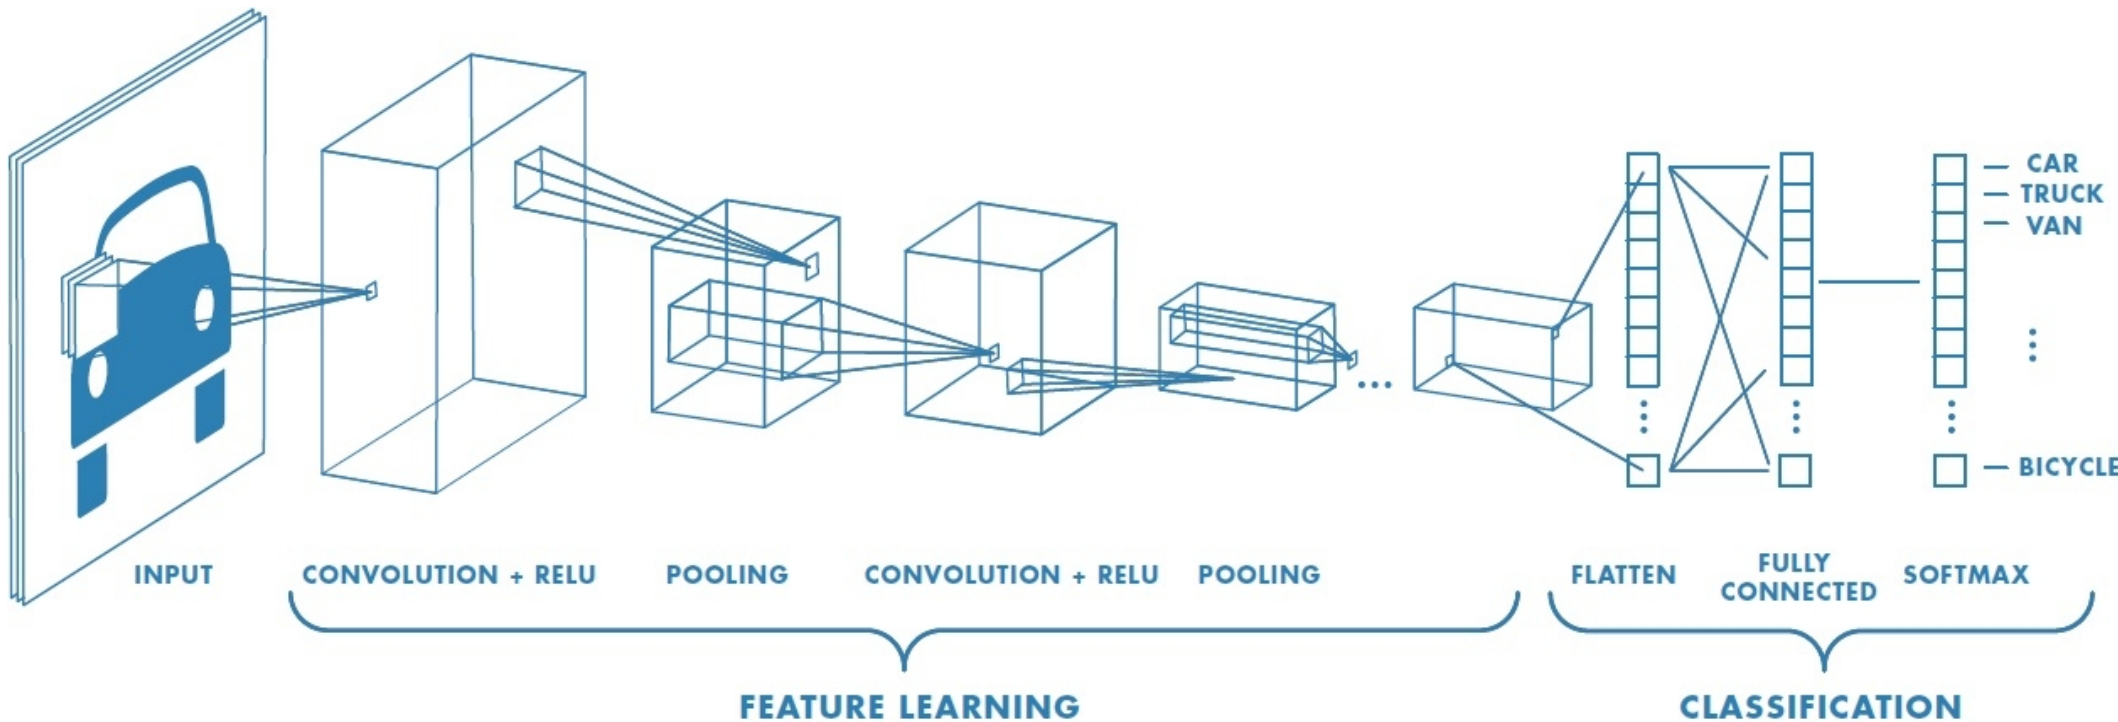 CAR
TRUCK
VAN
BICYCLE
INPUT
CONVOLUTION + RELU
POOLING
CONVOLUTION + RELU
POOLING
FLATTEN
FULLY
CONNECTED
SOFTMAX
FEATURE LEARNING
CLASSIFICATION